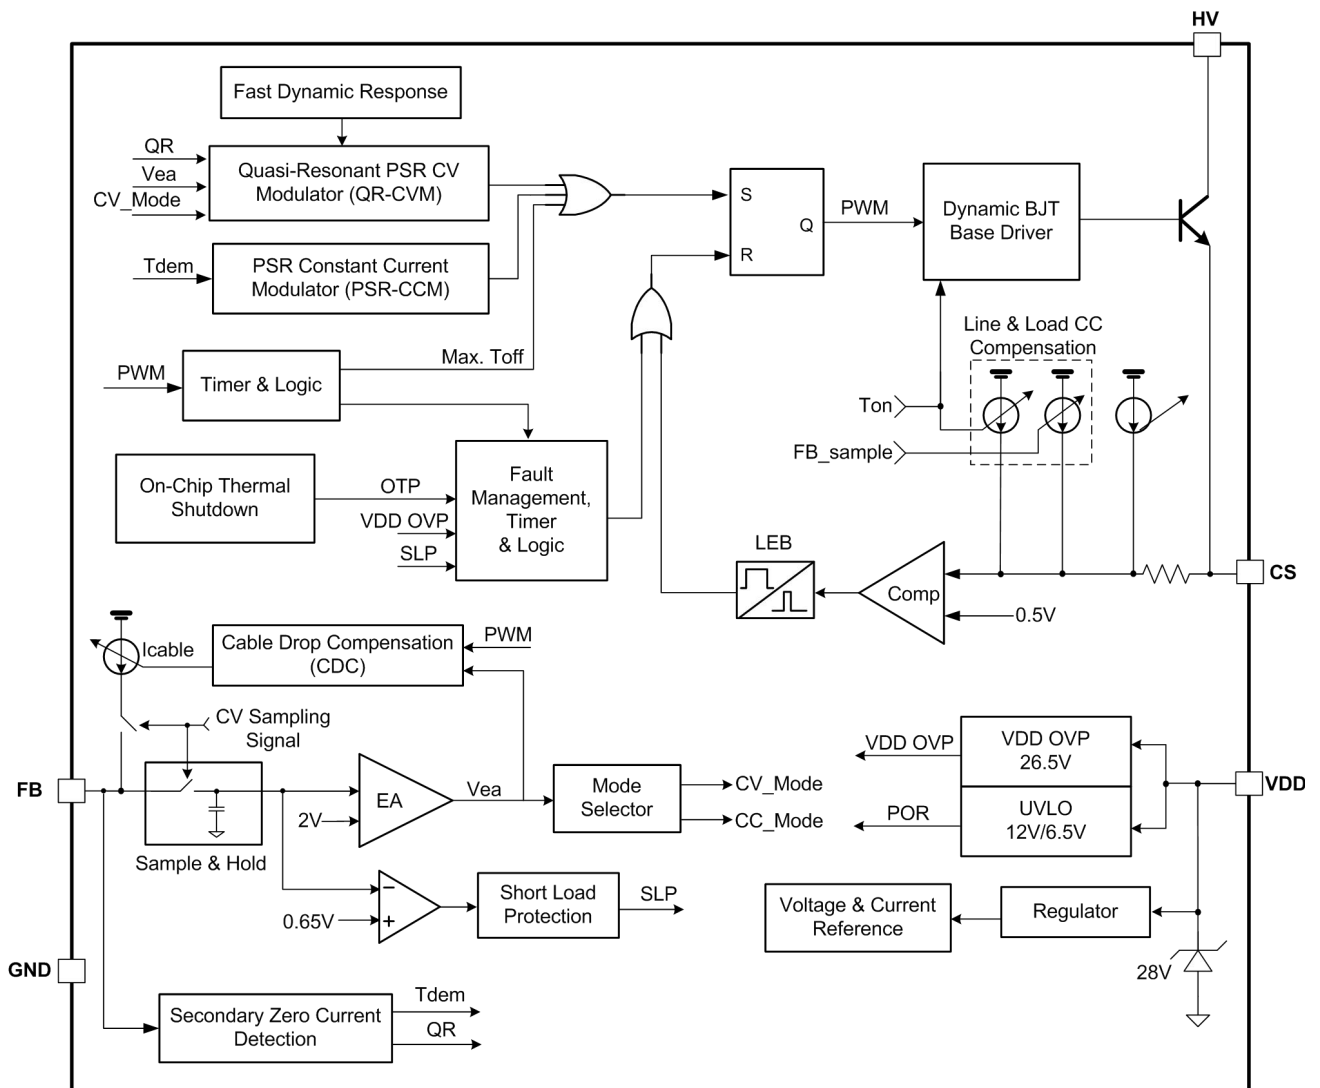 HV
Fast Dynamic Response
QR
Vea
CV_Mode
Quasi-Resonant PSR CV
Modulator (QR-CVM)
Tdem
PSR Constant Current
Modulator (PSR-CCM)
S
R
Q
PWM
Dynamic BJT
Base Driver
Line & Load CC
Compensation
PWM
Timer & Logic
Max. Toff
Ton
FB_sample
On-Chip Thermal
Shutdown
OTP
VDD OVP
SLP
Fault
Management,
Timer
& Logic
LEB
Comp
0.5V
CS
Icable
Cable Drop Compensation
(CDC)
PWM
CV Sampling
Signal
FB
Sample & Hold
EA
2V
Vea
Mode
Selector
CV_Mode
CC_Mode
VDD OVP
POR
VDD OVP
26.5V
UVLO
12V/6.5V
VDD
0.65V
−
+
Short Load
Protection
SLP
Voltage & Current
Reference
Regulator
28V
GND
Secondary Zero Current
Detection
Tdem
QR